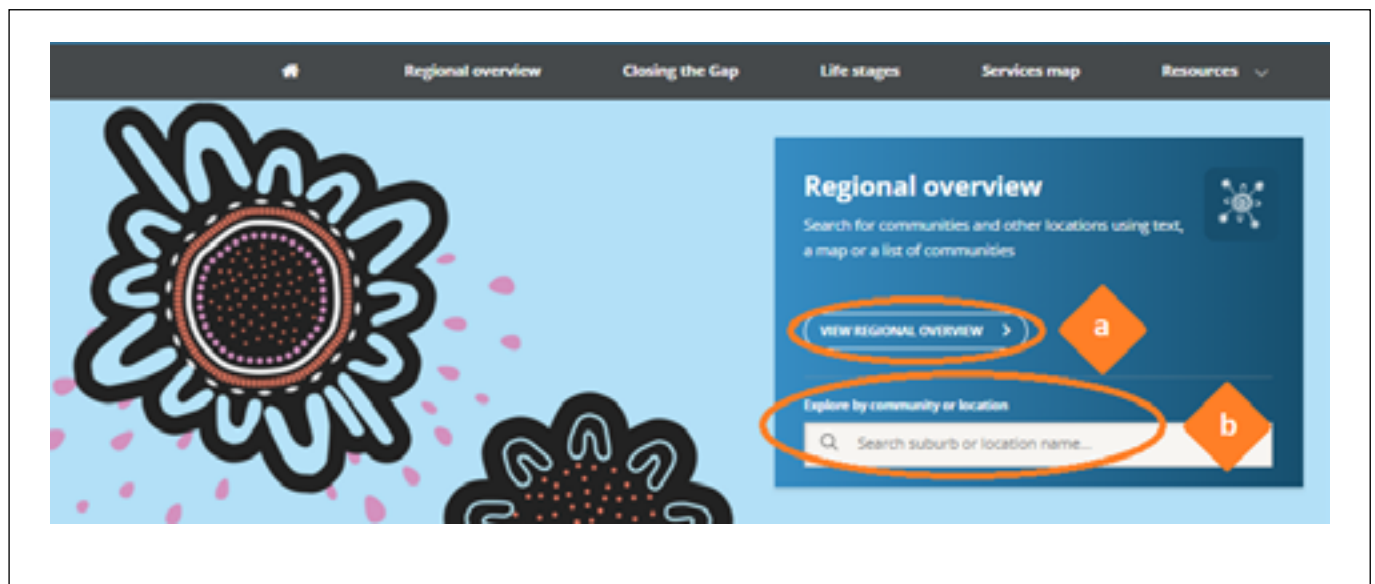 Regional overview Closing the Gap Life stages Services map Resources
Regional overview
Search for communities and other locations using text,
a map or a list of communities
VIEW REGIONAL OVERVIEW
a
Explore by community or location
b
Search suburb or location name...